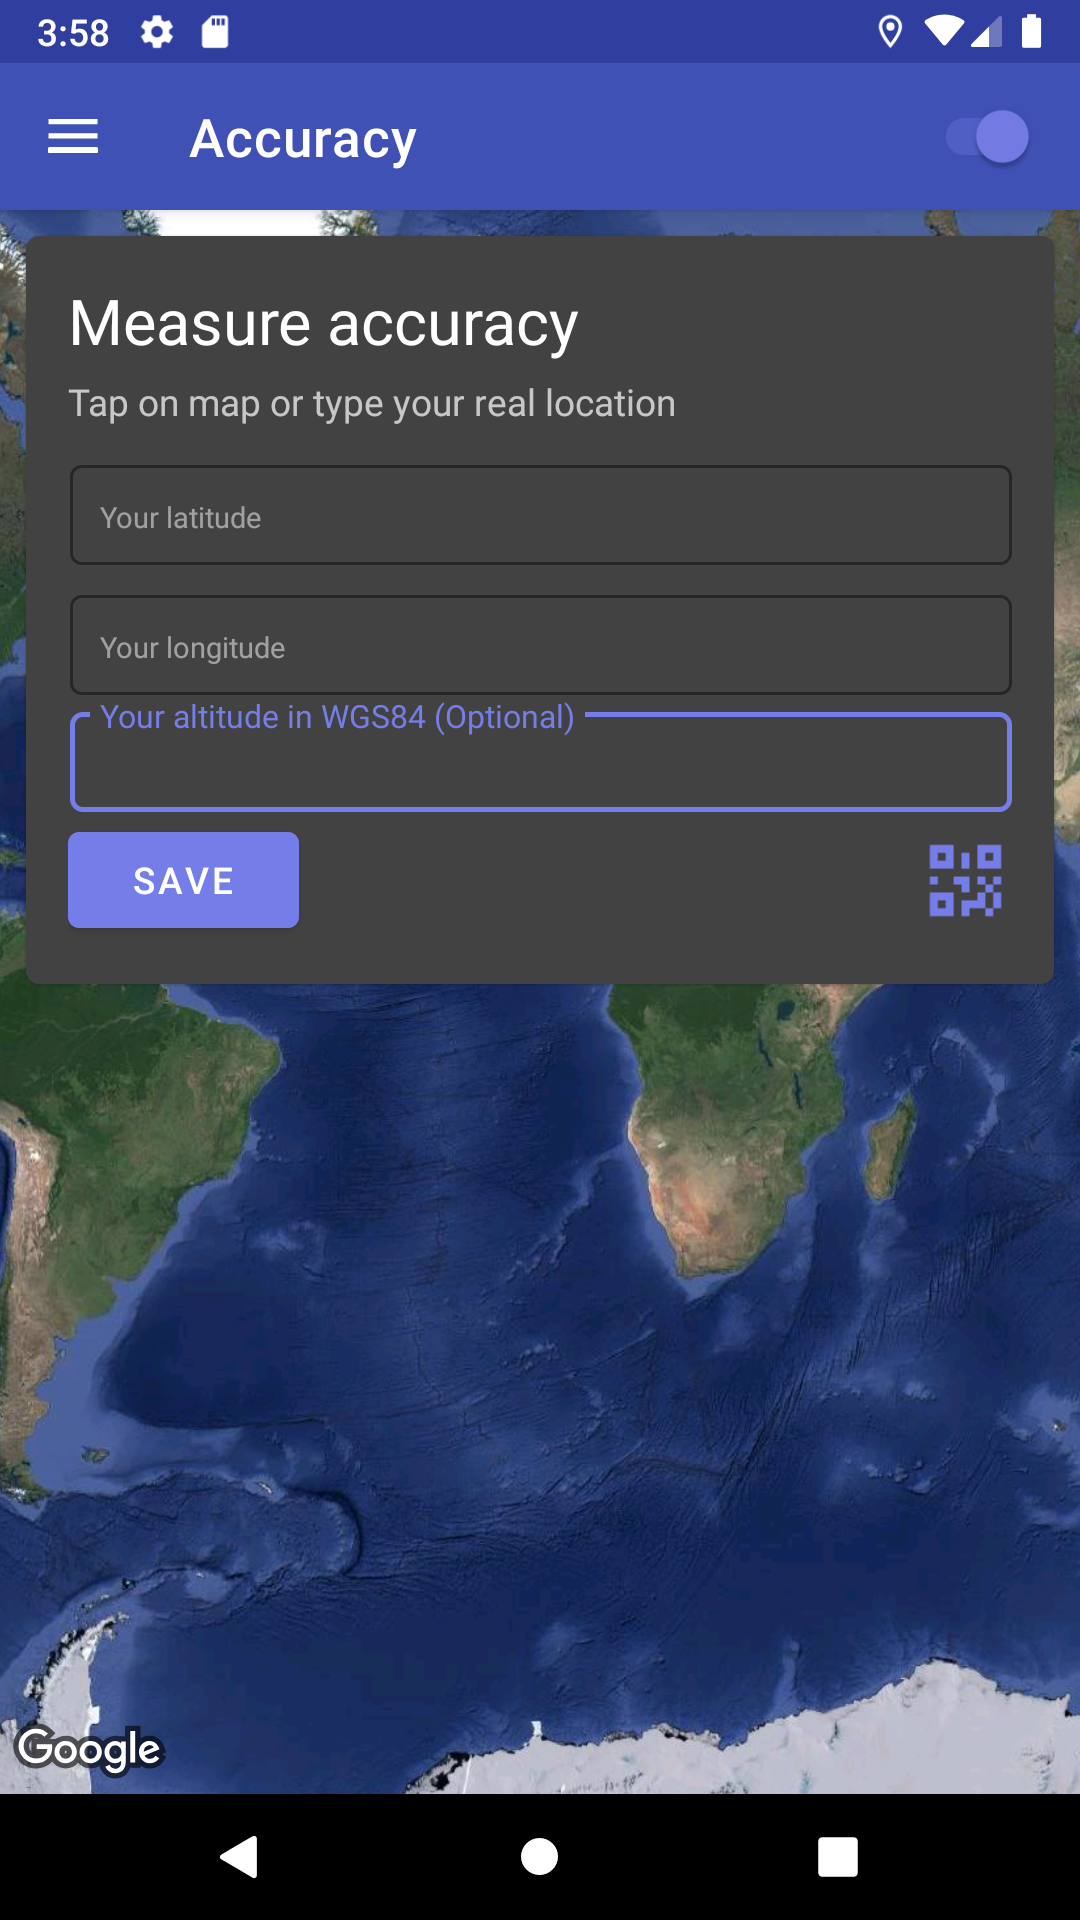 3:58
Accuracy
Measure accuracy
Tap on map or type your real location
Your latitude
Your longitude
Your altitude in WGS84 (Optional)
SAVE
Google